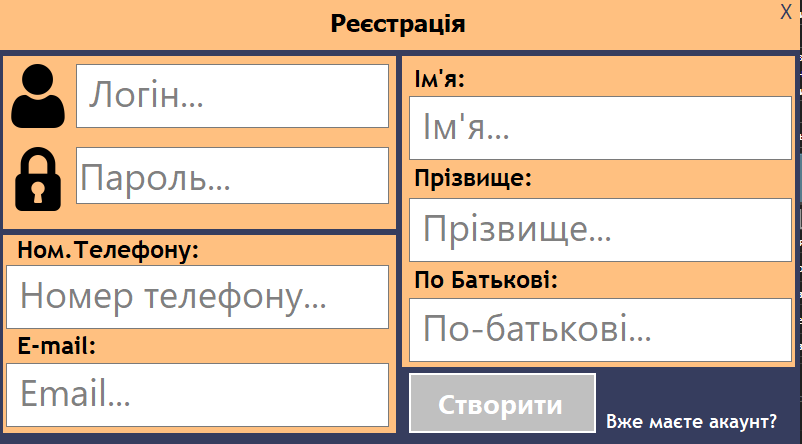 Реєстрація
X
Логін...
Пароль...
Ном.Телефону:
Номер телефону...
E-mail:
Email...
Ім'я:
Ім'я...
Прізвище:
Прізвище...
По Батькові:
По-батькові...
Створити
Вже маєте акаунт?